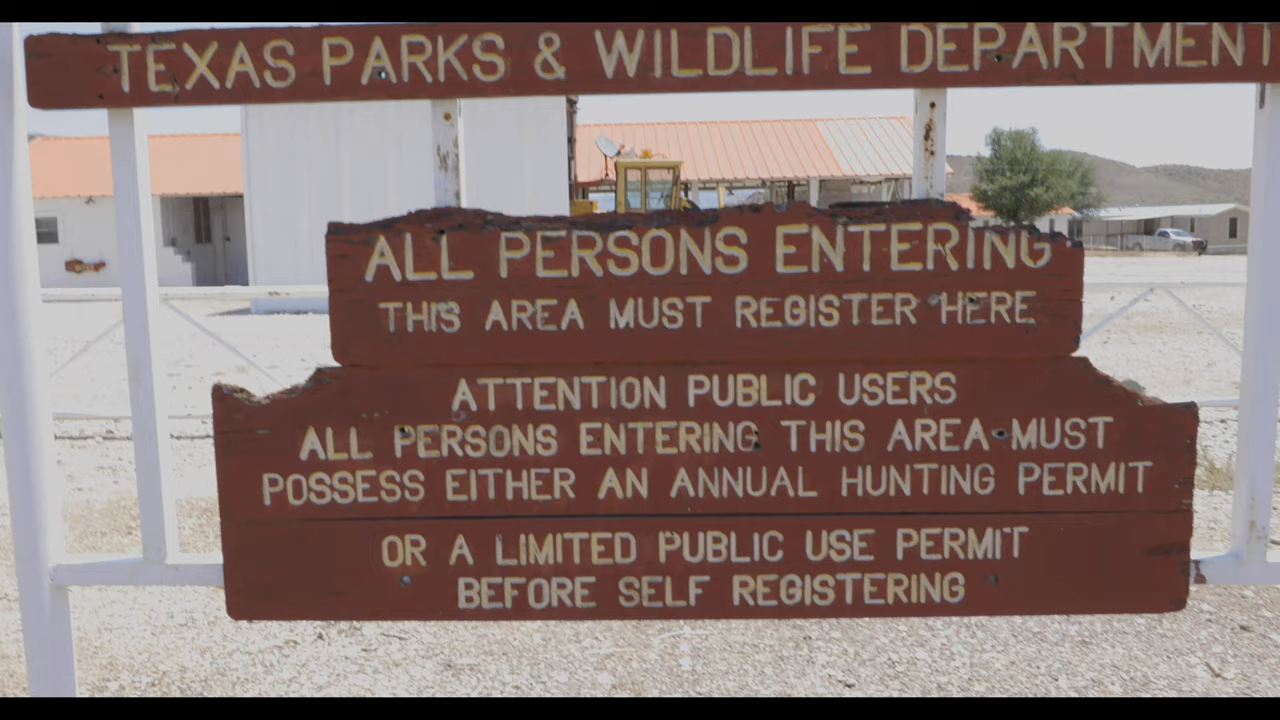 TEXAS PARKS & WILDLIFE DEPARTMENT
ALL PERSONS ENTERING
THIS AREA MUST REGISTER HERE
ATTENTION PUBLIC USERS
ALL PERSONS ENTERING THIS AREA MUST
POSSESS EITHER AN ANNUAL HUNTING PERMIT
OR A LIMITED PUBLIC USE PERMIT
BEFORE SELF REGISTERING